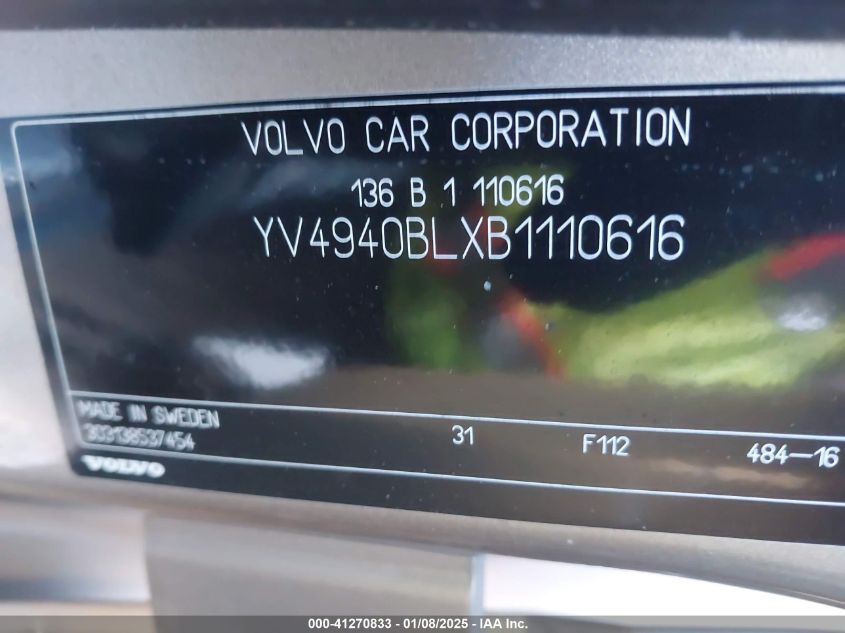 VOLVO CAR CORPORATION
136 B 1 110616
YV4940BLXB1110616
MADE IN SWEDEN
303138537454
31 F112 484-16
VOLVO
000-41270833 - 01/08/2025 - IAA Inc.